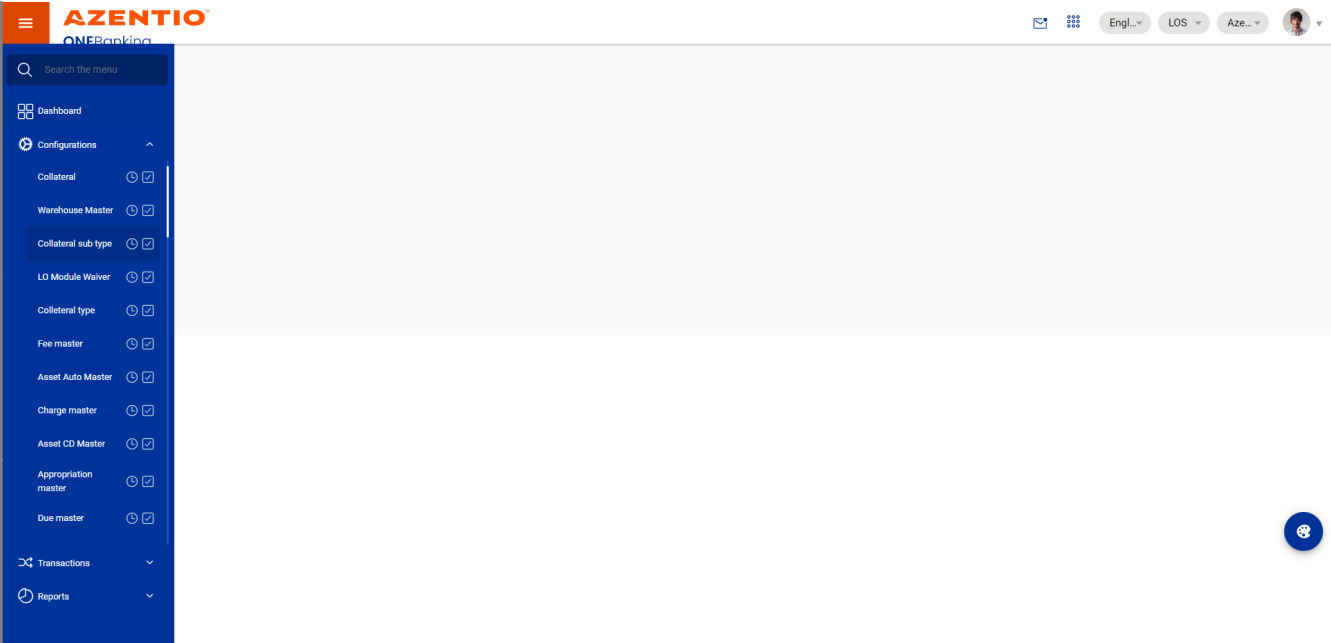 AZENTIO™
ONEBanking
Engl...
LOS
Aze...
Search the menu
Dashboard
Configurations
Collateral
Warehouse Master
Collateral sub type
LO Module Waiver
Colleteral type
Fee master
Asset Auto Master
Charge master
Asset CD Master
Appropriation
master
Due master
Transactions
Reports